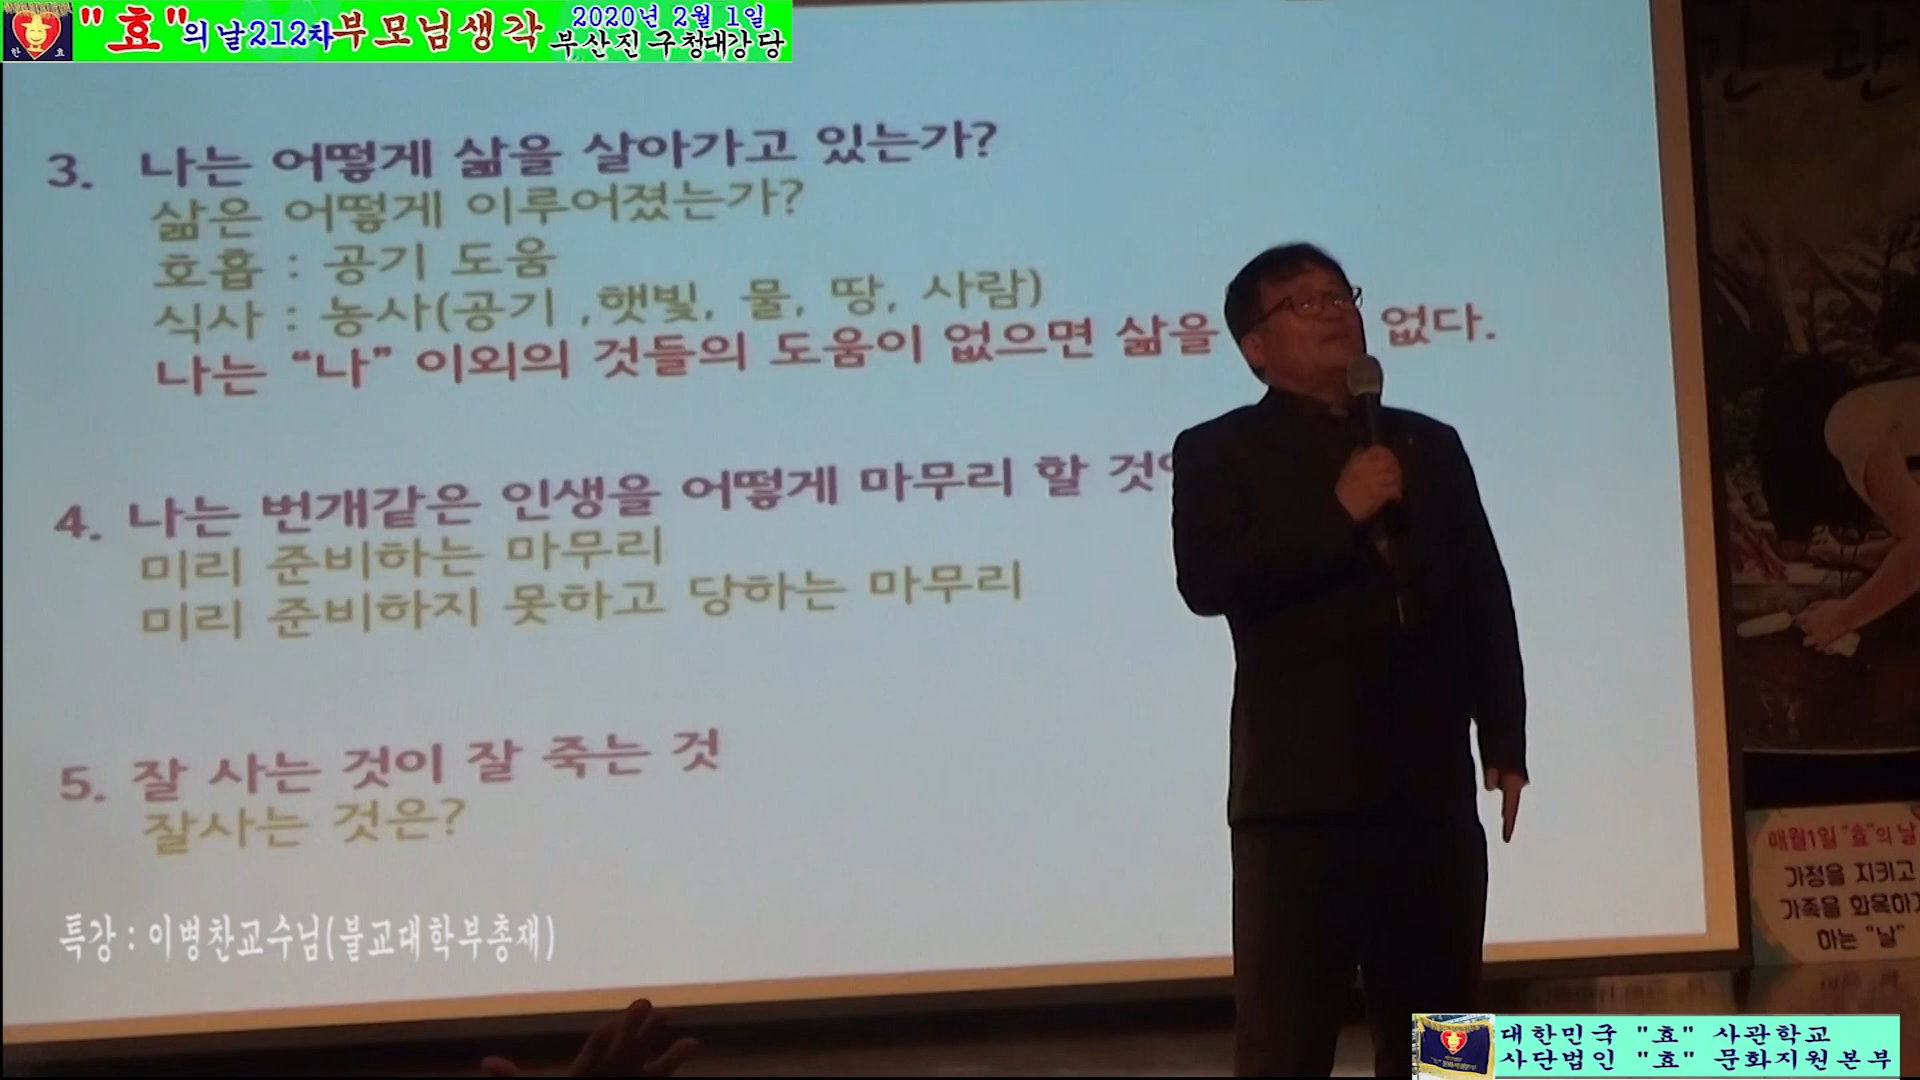 "효"의 날212차부모님생각
2020년 2월 1일
부산진구청대강당
한 효
3. 나는 어떻게 삶을 살아가고 있는가?
삶은 어떻게 이루어졌는가?
호흡 : 공기 도움
식사 : 농사(공기 ,햇빛, 물, 땅, 사람)
나는 “나” 이외의 것들의 도움이 없으면 삶을 없다.
4. 나는 번개같은 인생을 어떻게 마무리 할
미리 준비하는 마무리
미리 준비하지 못하고 당하는 마무리
5. 잘 사는 것이 잘 죽는 것
잘사는 것은?
특강 : 이병찬교수님(불교대학부총재)
매월1일 "효"의 날
가정을 지키고
가족을
하는 "날"
대한민국 "효" 사관학교
사단법인 "효" 문화지원본부